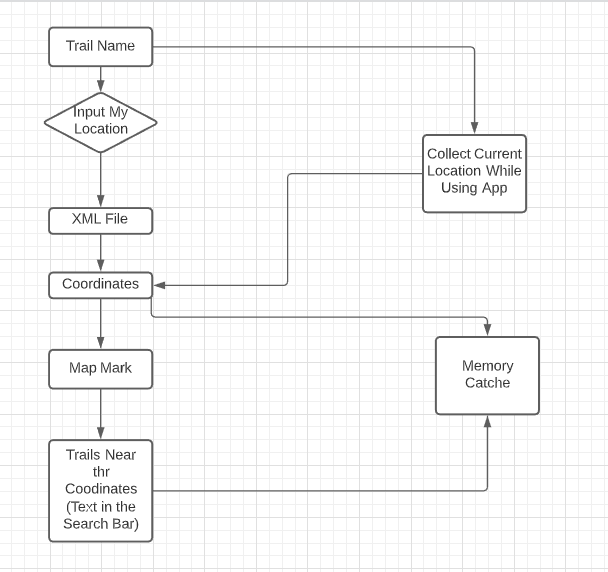 Trail Name
Input My
Location
Collect Current
Location While
Using App
XML File
Coordinates
Map Mark
Memory
Catche
Trails Near
thr
Coodinates
(Text in the
Search Bar)